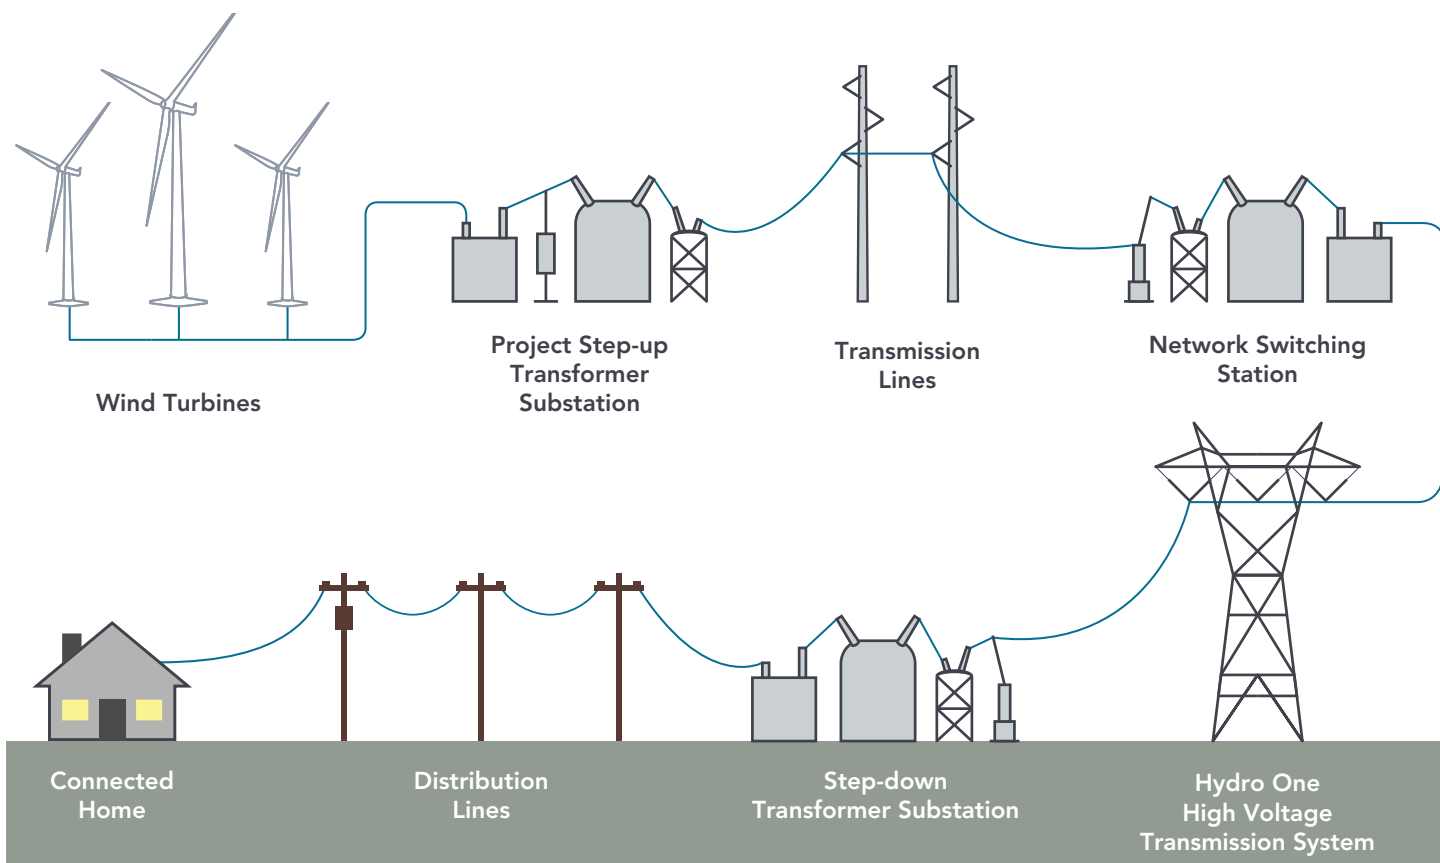 Wind Turbines
Project Step-up
Transformer
Substation
Transmission
Lines
Network Switching
Station
Connected
Home
Distribution
Lines
Step-down
Transformer Substation
Hydro One
High Voltage
Transmission System